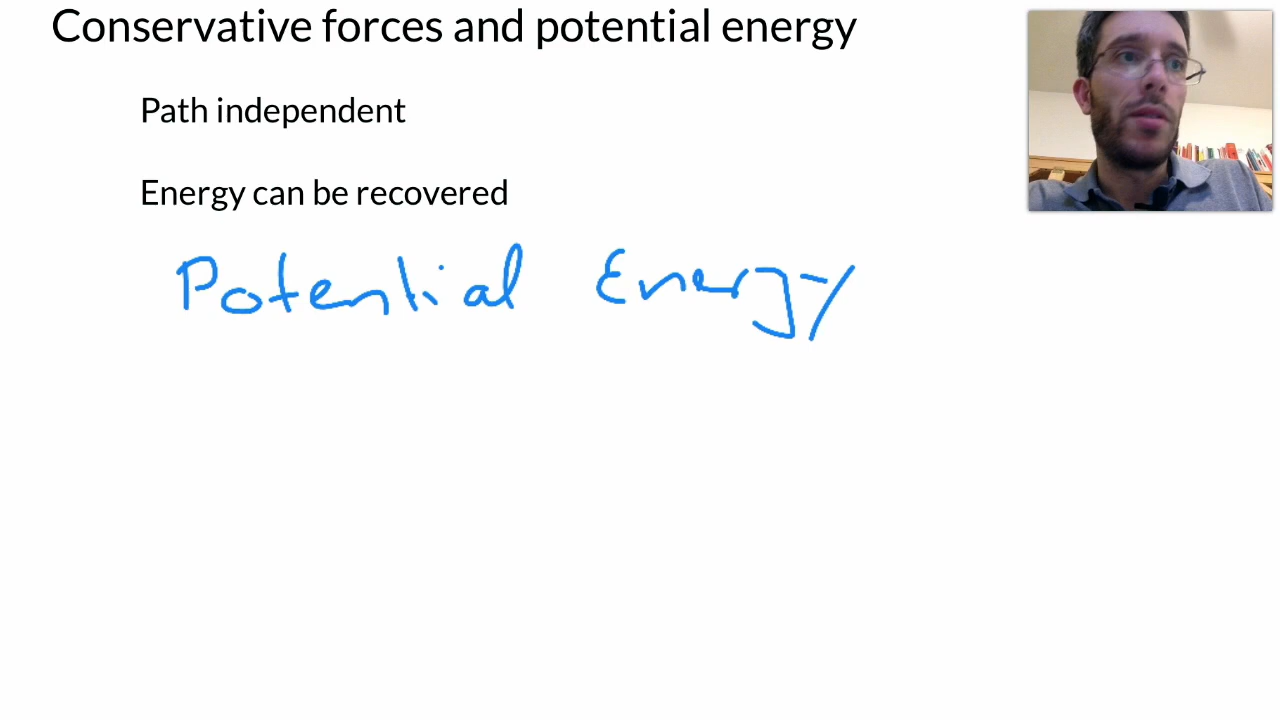 Conservative forces and potential energy
Path independent
Energy can be recovered
Potential Energy